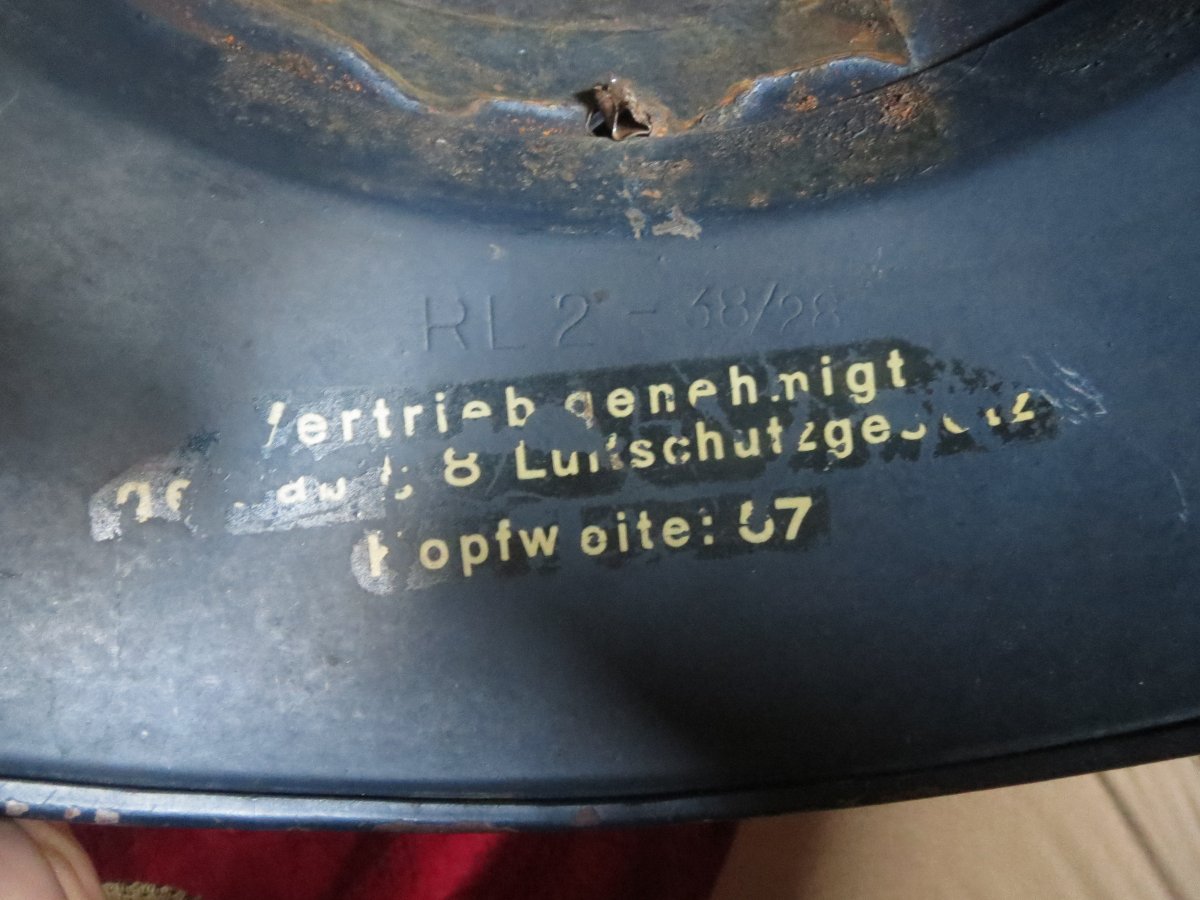 RL 2 - 38/28
Vertrieb genehmigt
§ 8 Luftschutzgesetz
Kopfweite: 57